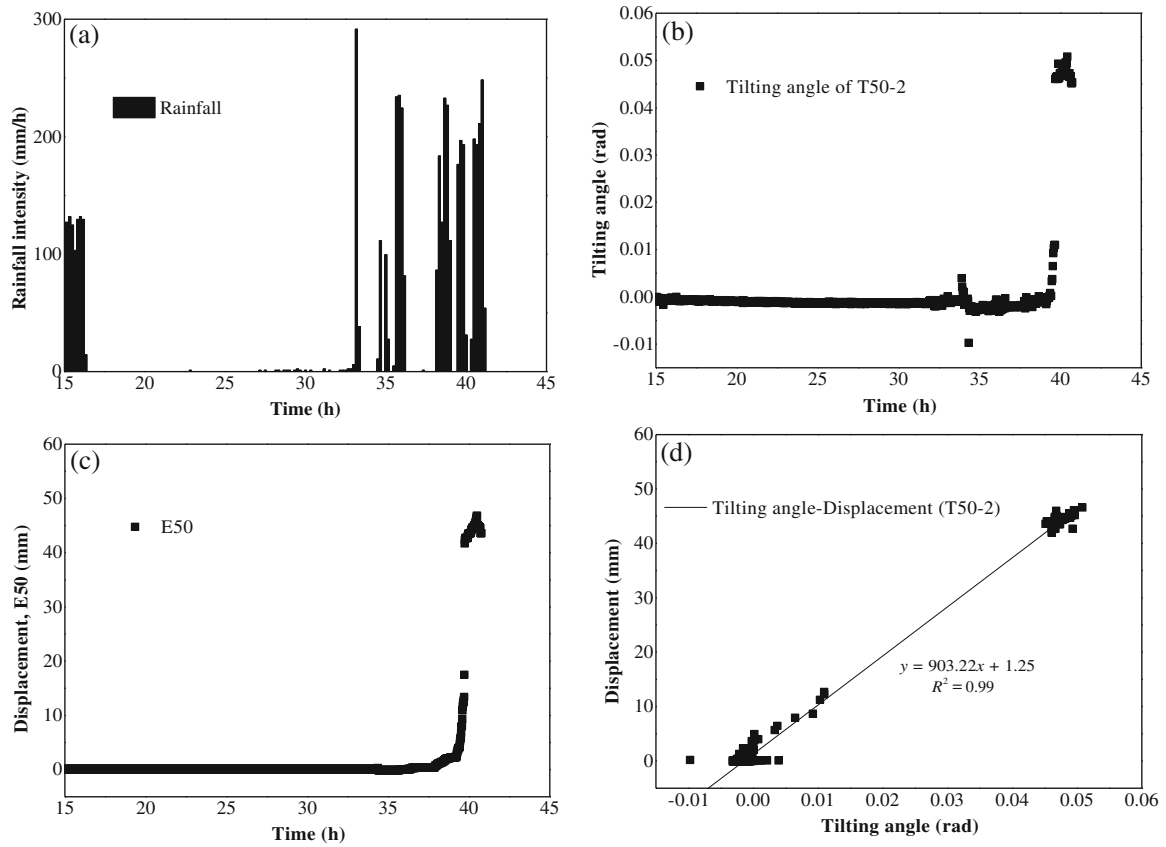 (a)
Rainfall
Rainfall intensity (mm/h)
300
200
100
0
15 20 25 30 35 40 45
Time (h)
(b)
Tilting angle of T50-2
Tilting angle (rad)
0.06
0.05
0.04
0.03
0.02
0.01
0.00
-0.01
15 20 25 30 35 40 45
Time (h)
(c)
E50
Displacement, E50 (mm)
60
50
40
30
20
10
0
15 20 25 30 35 40 45
Time (h)
(d)
Tilting angle-Displacement (T50-2)
Displacement (mm)
60
50
40
30
20
10
0
y = 903.22x + 1.25
R² = 0.99
-0.01 0.00 0.01 0.02 0.03 0.04 0.05 0.06
Tilting angle (rad)